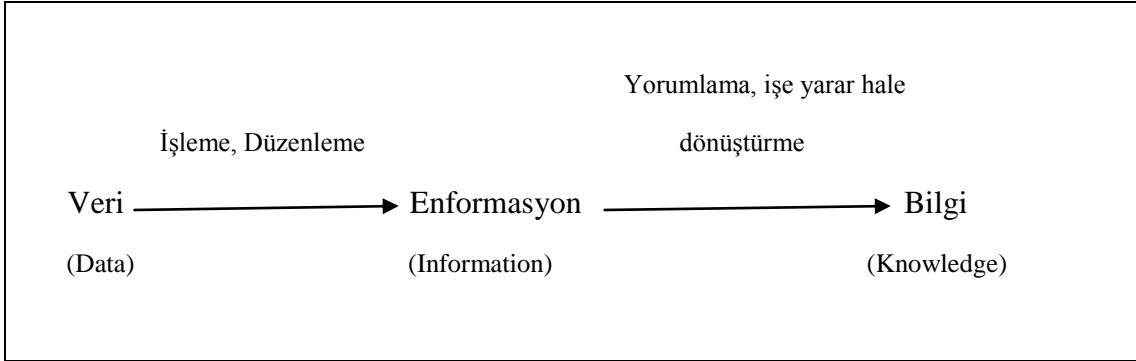 Yorumlama, işe yarar hale
İşleme, Düzenleme dönüştürme
Veri Enformasyon Bilgi
(Data) (Information) (Knowledge)